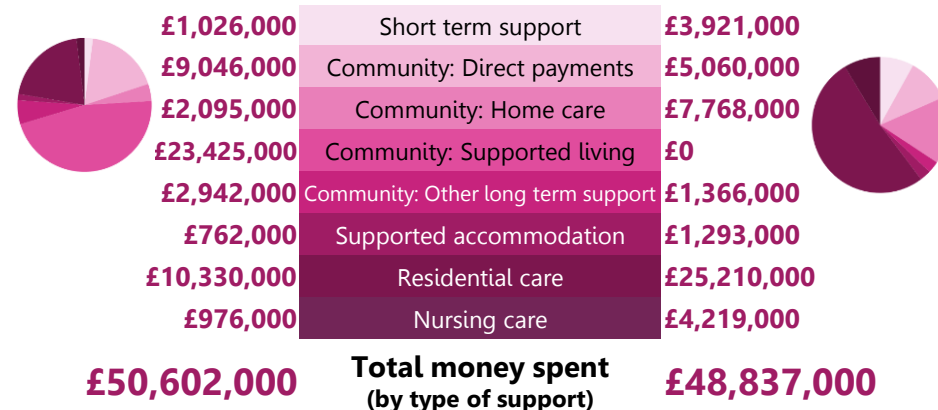 £1,026,000 Short term support £3,921,000
£9,046,000 Community: Direct payments £5,060,000
£2,095,000 Community: Home care £7,768,000
£23,425,000 Community: Supported living £0
£2,942,000 Community: Other long term support £1,366,000
£762,000 Supported accommodation £1,293,000
£10,330,000 Residential care £25,210,000
£976,000 Nursing care £4,219,000
£50,602,000 Total money spent £48,837,000
(by type of support)